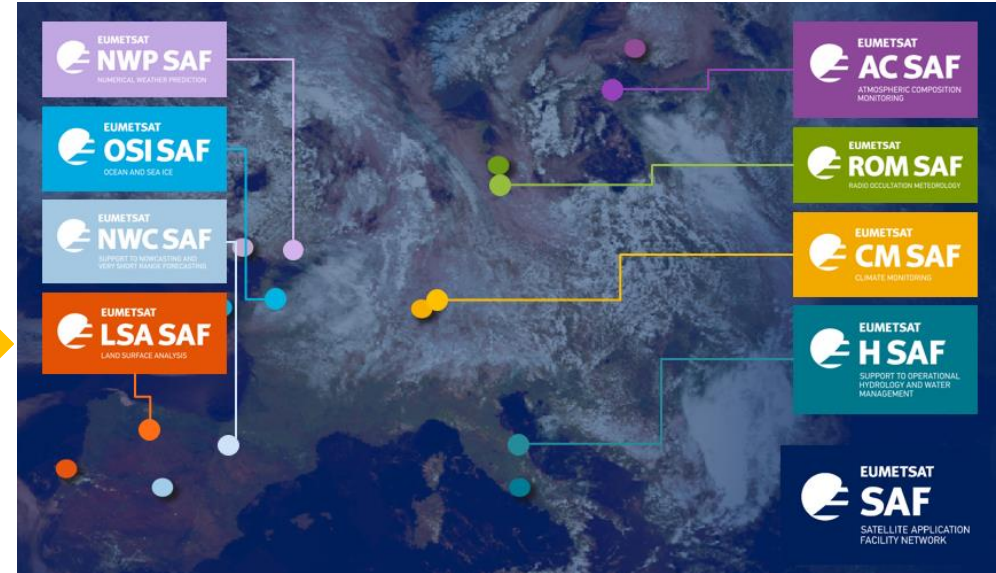 EUMETSAT
NWP SAF
NUMERICAL WEATHER PREDICTION
EUMETSAT
OSI SAF
OCEAN AND SEA ICE
EUMETSAT
NWC SAF
SUPPORT TO NOWCASTING AND
VERY SHORT RANGE FORECASTING
EUMETSAT
LSA SAF
LAND SURFACE ANALYSIS
EUMETSAT
AC SAF
ATMOSPHERIC COMPOSITION
MONITORING
EUMETSAT
ROM SAF
RADIO OCCULTATION METEOROLOGY
EUMETSAT
CM SAF
CLIMATE MONITORING
EUMETSAT
H SAF
SUPPORT TO OPERATIONAL
HYDROLOGY AND WATER
MANAGEMENT
EUMETSAT
SAF
SATELLITE APPLICATION
FACILITY NETWORK